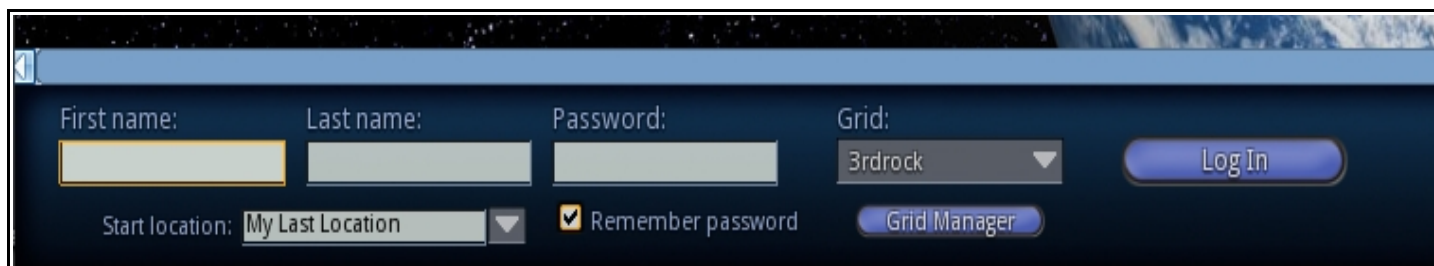 First name: Last name: Password: Grid:
3rdrock Log In
Start location: My Last Location Remember password Grid Manager